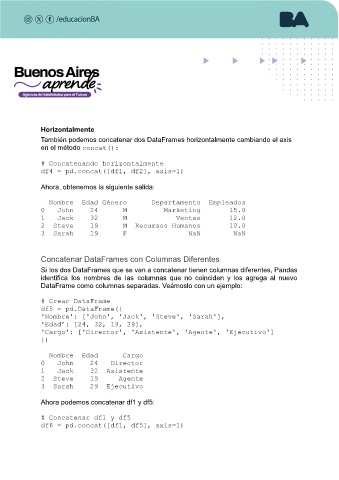 /educacionBA
BA
Buenos Aires
aprende
Agencia de Habilidades para el Futuro
Horizontalmente
También podemos concatenar dos DataFrames horizontalmente cambiando el axis
en el método concat():
# Concatenando horizontalmente
df4 = pd.concat([df1, df2], axis=1)
Ahora, obtenemos la siguiente salida:
Nombre Edad Género Departamento Empleados
0 John 24 M Marketing 15.0
1 Jack 32 M Ventas 12.0
2 Steve 19 M Recursos Humanos 10.0
3 Sarah 29 F NaN NaN
Concatenar DataFrames con Columnas Diferentes
Si los dos DataFrames que se van a concatenar tienen columnas diferentes, Pandas
identifica los nombres de las columnas que no coinciden y los agrega al nuevo
DataFrame como columnas separadas. Veámoslo con un ejemplo:
# Crear DataFrame
df5 = pd.DataFrame({
'Nombre': ['John', 'Jack', 'Steve', 'Sarah'],
'Edad': [24, 32, 19, 29],
'Cargo': ['Director', 'Asistente', 'Agente', 'Ejecutivo']
})
Nombre Edad Cargo
0 John 24 Director
1 Jack 32 Asistente
2 Steve 19 Agente
3 Sarah 29 Ejecutivo
Ahora podemos concatenar df1 y df5:
# Concatenar df1 y df5
df6 = pd.concat([df1, df5], axis=1)